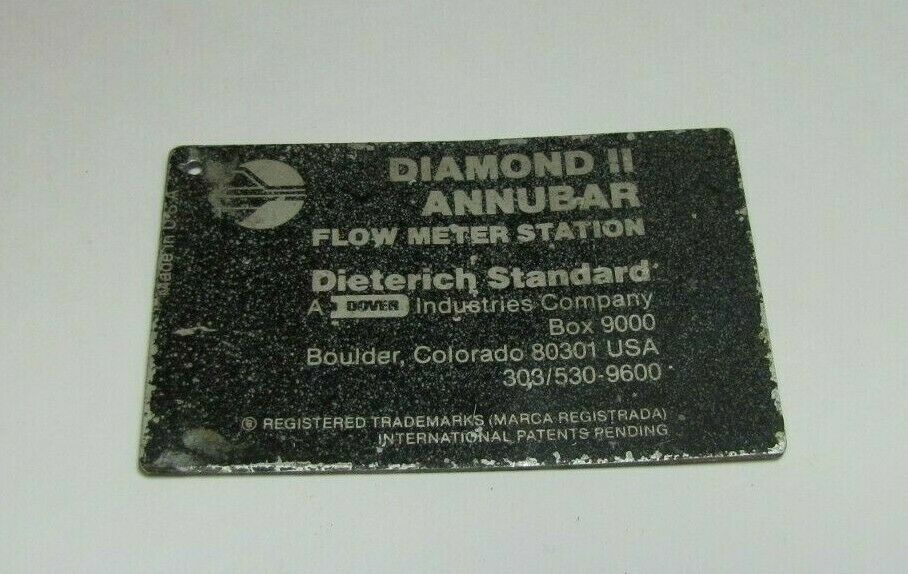 DIAMOND II
ANNUBAR
FLOW METER STATION
Dieterich Standard
A DOVER Industries Company
Box 9000
Boulder, Colorado 80301 USA
303/530-9600
® REGISTERED TRADEMARKS (MARCA REGISTRADA)
INTERNATIONAL PATENTS PENDING
Made in U.S.A.